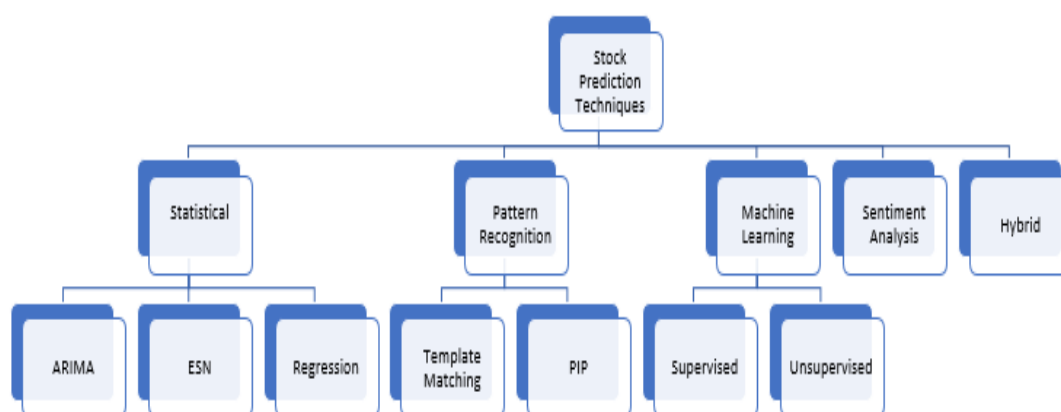 Stock
Prediction
Techniques
Statistical
Pattern
Recognition
Machine
Learning
Sentiment
Analysis
Hybrid
ARIMA
ESN
Regression
Template
Matching
PIP
Supervised
Unsupervised